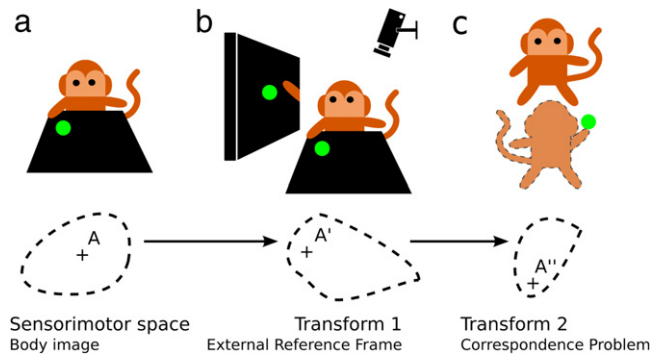 a
b
c
A
A'
A''
Sensorimotor space
Body image
Transform 1
External Reference Frame
Transform 2
Correspondence Problem